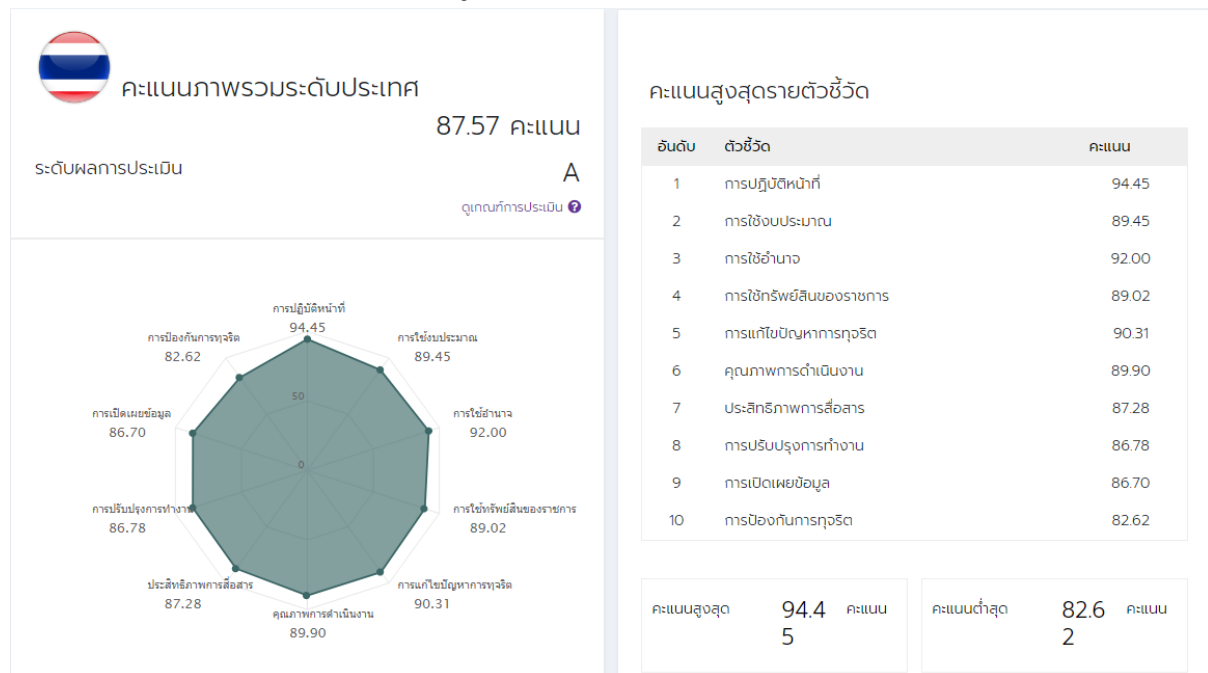 คะแนนภาพรวมระดับประเทศ
87.57 คะแนน
ระดับผลการประเมิน
A
ดูเกณฑ์การประเมิน ?
การปฏิบัติหน้าที่
94.45
การใช้งบประมาณ
89.45
การใช้อำนาจ
92.00
การใช้ทรัพย์สินของราชการ
89.02
การแก้ไขปัญหาการทุจริต
90.31
คุณภาพการดำเนินงาน
89.90
ประสิทธิภาพการสื่อสาร
87.28
การปรับปรุงการทำงาน
86.78
การเปิดเผยข้อมูล
86.70
การป้องกันการทุจริต
82.62
50
0
คะแนนสูงสุดรายตัวชี้วัด
อันดับ ตัวชี้วัด คะแนน
1 การปฏิบัติหน้าที่ 94.45
2 การใช้งบประมาณ 89.45
3 การใช้อำนาจ 92.00
4 การใช้ทรัพย์สินของราชการ 89.02
5 การแก้ไขปัญหาการทุจริต 90.31
6 คุณภาพการดำเนินงาน 89.90
7 ประสิทธิภาพการสื่อสาร 87.28
8 การปรับปรุงการทำงาน 86.78
9 การเปิดเผยข้อมูล 86.70
10 การป้องกันการทุจริต 82.62
คะแนนสูงสุด 94.4 คะแนน
5
คะแนนต่ำสุด 82.6 คะแนน
2